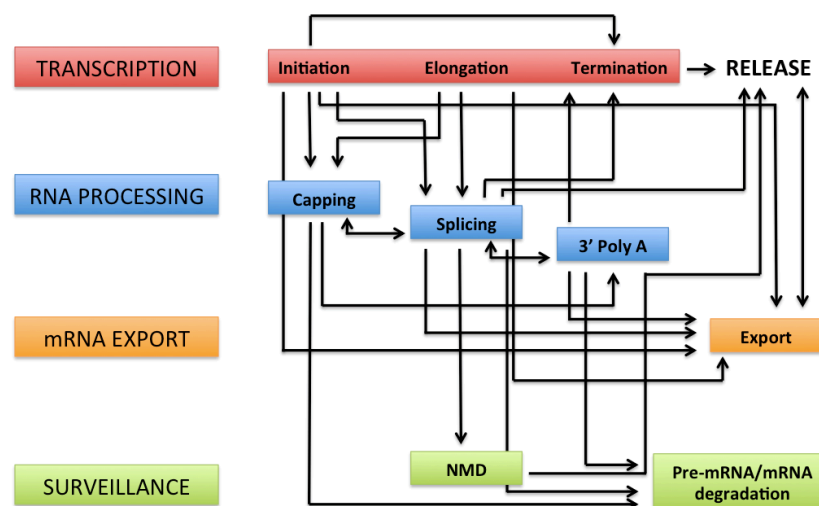 TRANSCRIPTION
Initiation
Elongation
Termination
RELEASE
RNA PROCESSING
Capping
Splicing
3’ Poly A
mRNA EXPORT
Export
SURVEILLANCE
NMD
Pre-mRNA/mRNA
degradation